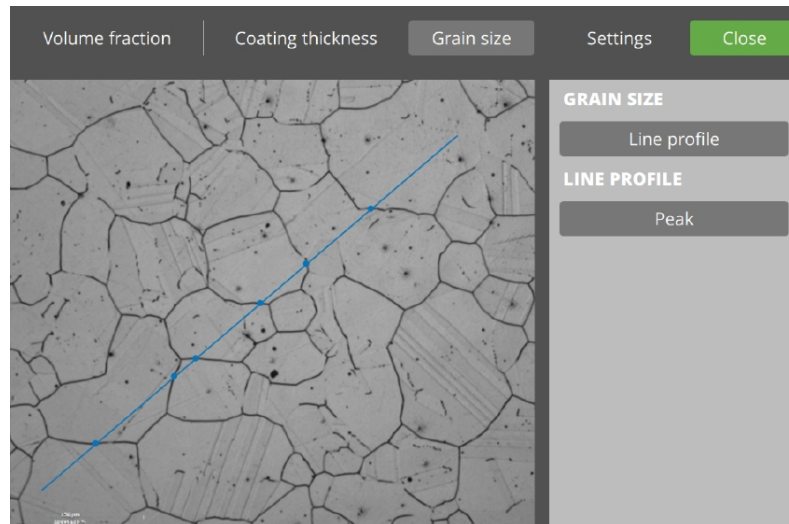 Volume fraction
Coating thickness
Grain size
Settings
Close
GRAIN SIZE
Line profile
LINE PROFILE
Peak